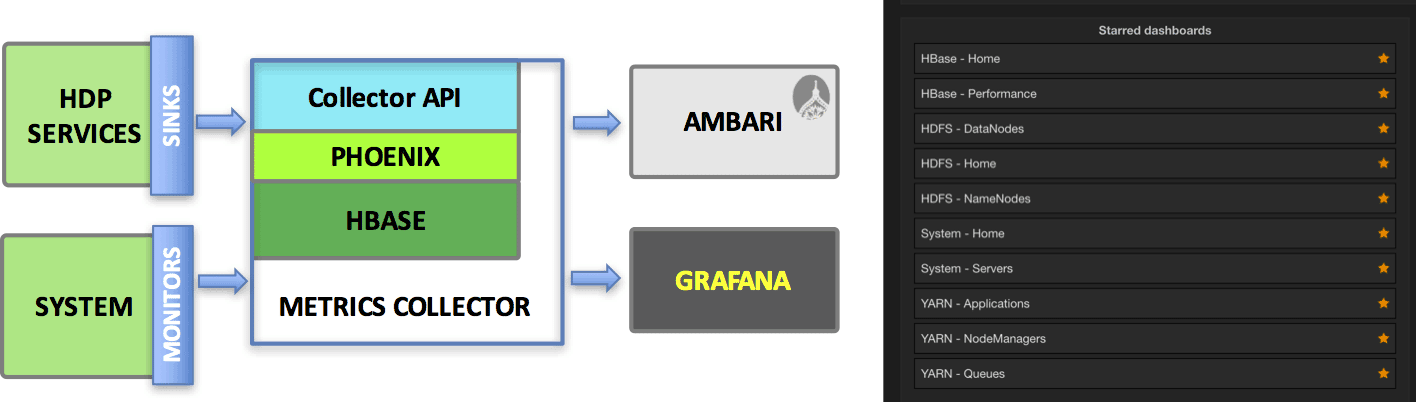 HDP
SERVICES
SINKS
SYSTEM
MONITORS
Collector API
PHOENIX
HBASE
METRICS COLLECTOR
AMBARI
GRAFANA
Starred dashboards
HBase - Home
HBase - Performance
HDFS - DataNodes
HDFS - Home
HDFS - NameNodes
System - Home
System - Servers
YARN - Applications
YARN - NodeManagers
YARN - Queues